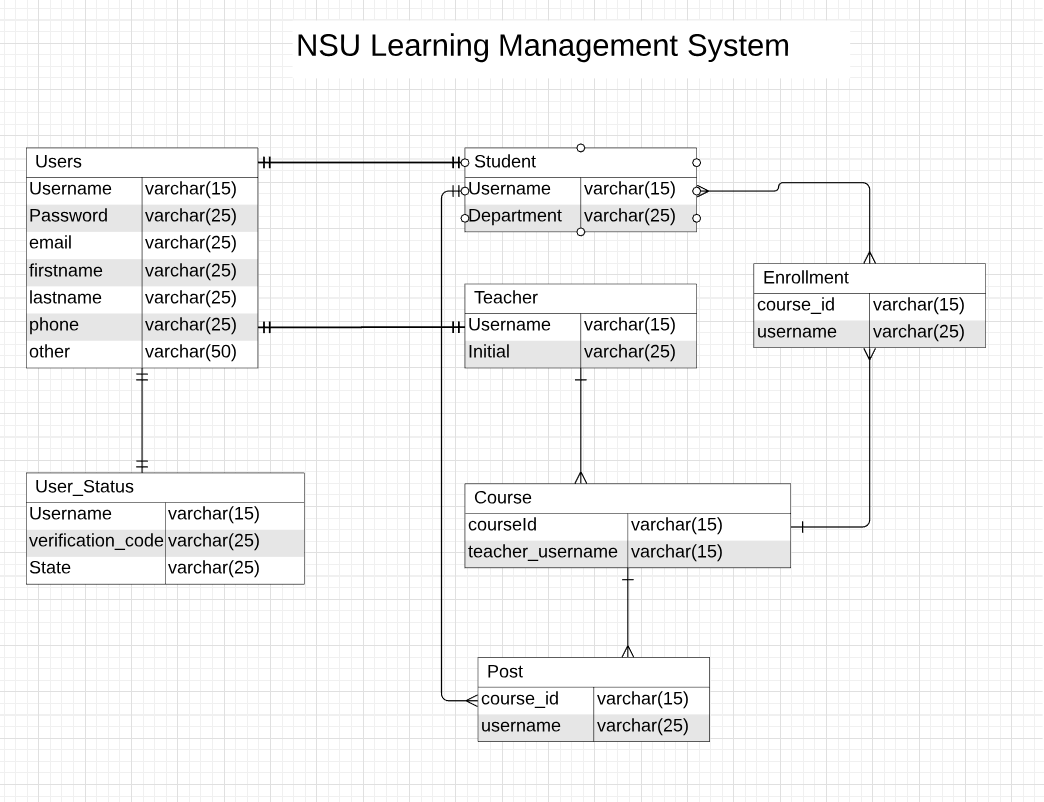 NSU Learning Management System
Users
Username varchar(15)
Password varchar(25)
email varchar(25)
firstname varchar(25)
lastname varchar(25)
phone varchar(25)
other varchar(50)
Student
Username varchar(15)
Department varchar(25)
Teacher
Username varchar(15)
Initial varchar(25)
Enrollment
course_id varchar(15)
username varchar(25)
User_Status
Username varchar(15)
verification_code varchar(25)
State varchar(25)
Course
courseId varchar(15)
teacher_username varchar(15)
Post
course_id varchar(15)
username varchar(25)